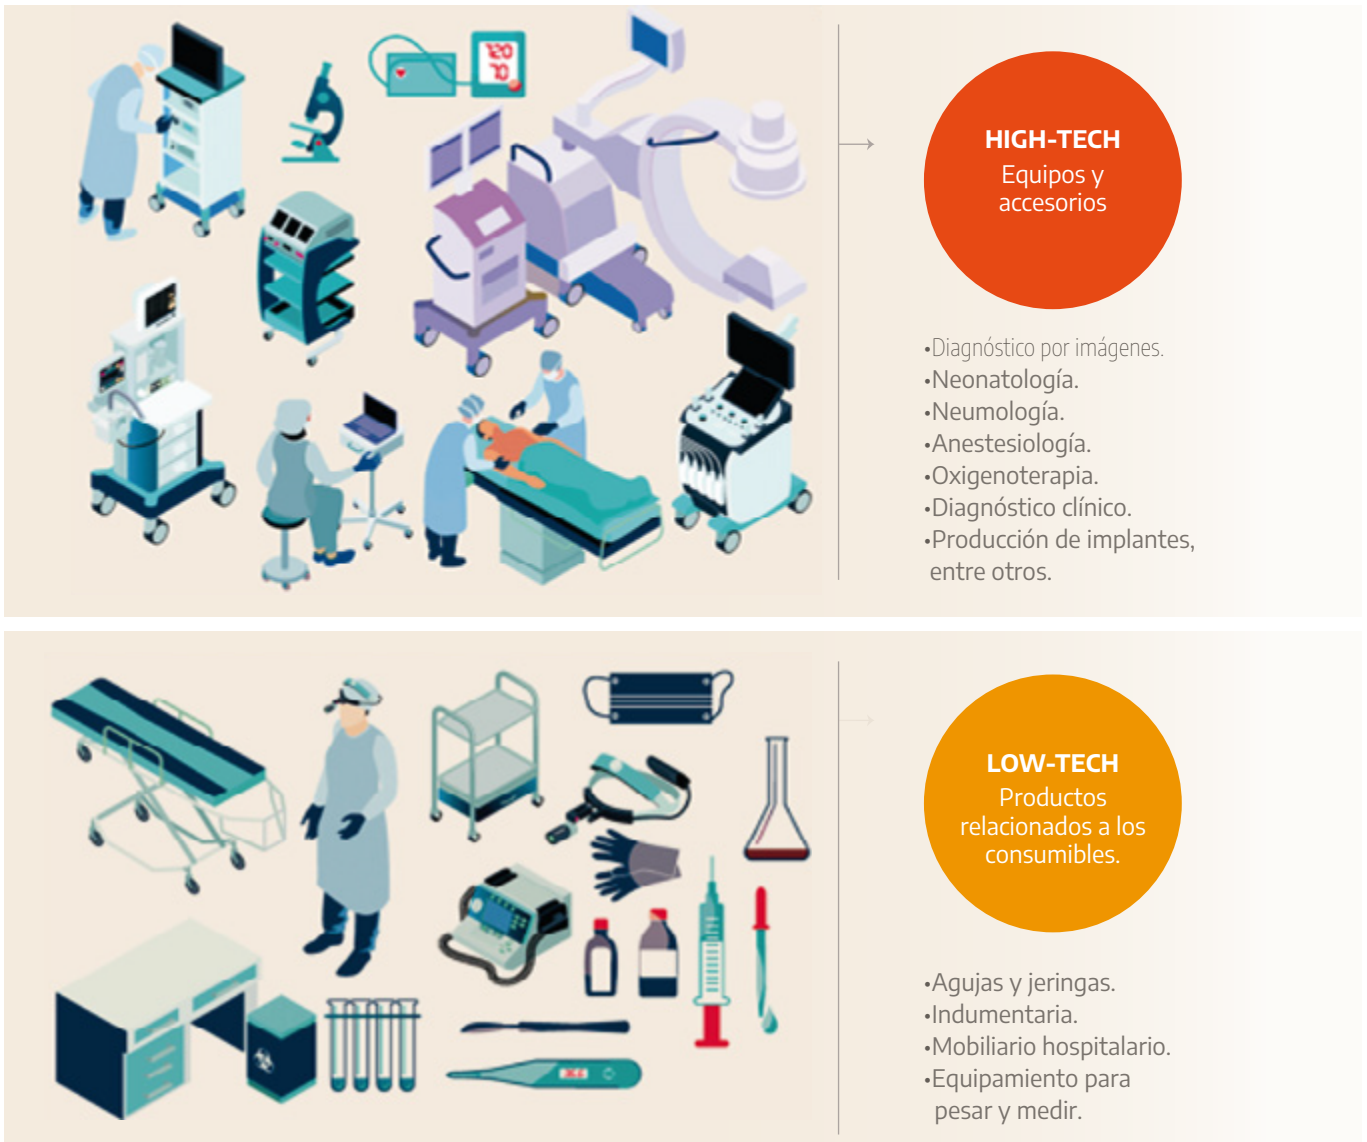 120
70
HIGH-TECH
Equipos y
accesorios
•Diagnóstico por imágenes.
•Neonatología.
•Neumología.
•Anestesiología.
•Oxigenoterapia.
•Diagnóstico clínico.
•Producción de implantes,
entre otros.
LOW-TECH
Productos
relacionados a los
consumibles.
•Agujas y jeringas.
•Indumentaria.
•Mobiliario hospitalario.
•Equipamiento para
pesar y medir.